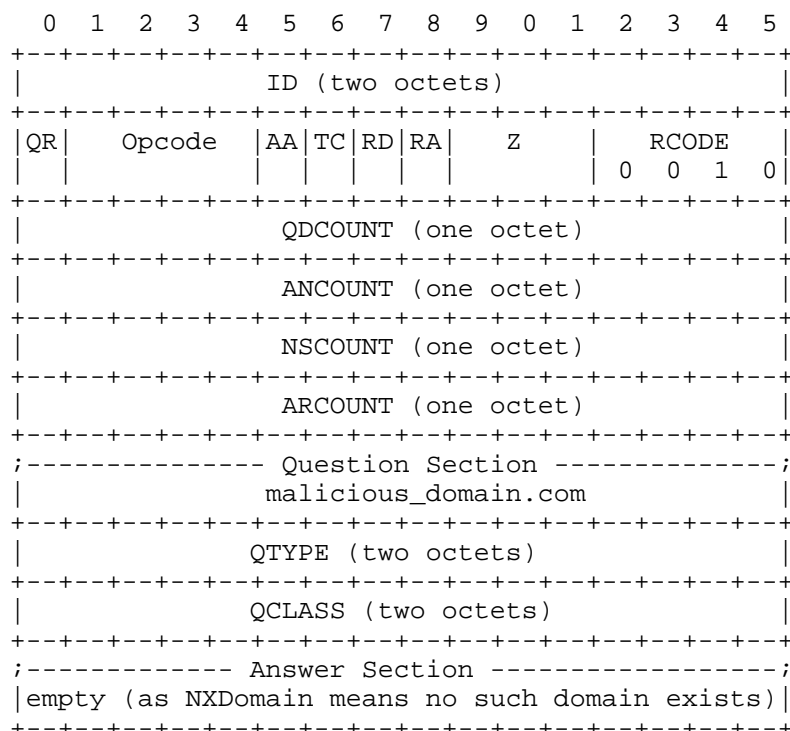 0 1 2 3 4 5 6 7 8 9 0 1 2 3 4 5
+--+--+--+--+--+--+--+--+--+--+--+--+--+--+--+--+
| ID (two octets) |
+--+--+--+--+--+--+--+--+--+--+--+--+--+--+--+--+
|QR| Opcode |AA|TC|RD|RA| Z | RCODE |
| | | | | | | | 0 0 1 0|
+--+--+--+--+--+--+--+--+--+--+--+--+--+--+--+--+
| QDCOUNT (one octet) |
+--+--+--+--+--+--+--+--+--+--+--+--+--+--+--+--+
| ANCOUNT (one octet) |
+--+--+--+--+--+--+--+--+--+--+--+--+--+--+--+--+
| NSCOUNT (one octet) |
+--+--+--+--+--+--+--+--+--+--+--+--+--+--+--+--+
| ARCOUNT (one octet) |
+--+--+--+--+--+--+--+--+--+--+--+--+--+--+--+--+
;--------------- Question Section --------------;
| malicious_domain.com |
+--+--+--+--+--+--+--+--+--+--+--+--+--+--+--+--+
| QTYPE (two octets) |
+--+--+--+--+--+--+--+--+--+--+--+--+--+--+--+--+
| QCLASS (two octets) |
+--+--+--+--+--+--+--+--+--+--+--+--+--+--+--+--+
;------------- Answer Section ------------------;
|empty (as NXDomain means no such domain exists)|
+--+--+--+--+--+--+--+--+--+--+--+--+--+--+--+--+